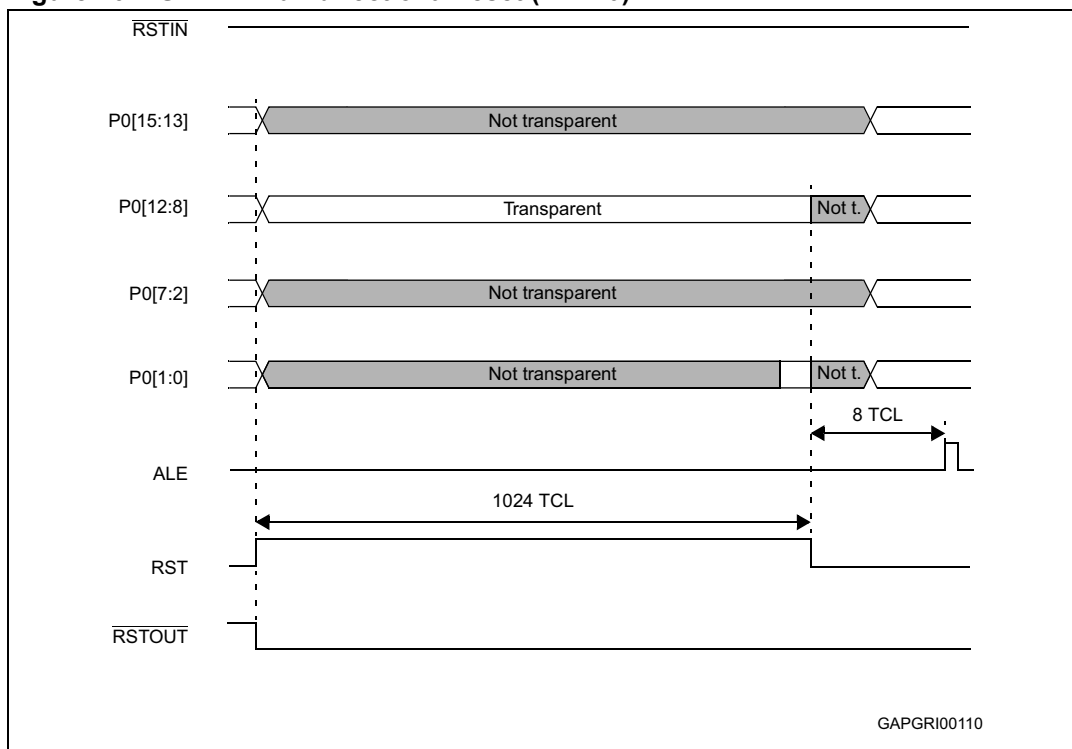 RSTIN
P0[15:13]
Not transparent
P0[12:8]
Transparent
Not t.
P0[7:2]
Not transparent
P0[1:0]
Not transparent
Not t.
8 TCL
ALE
1024 TCL
RST
RSTOUT
GAPGRI00110